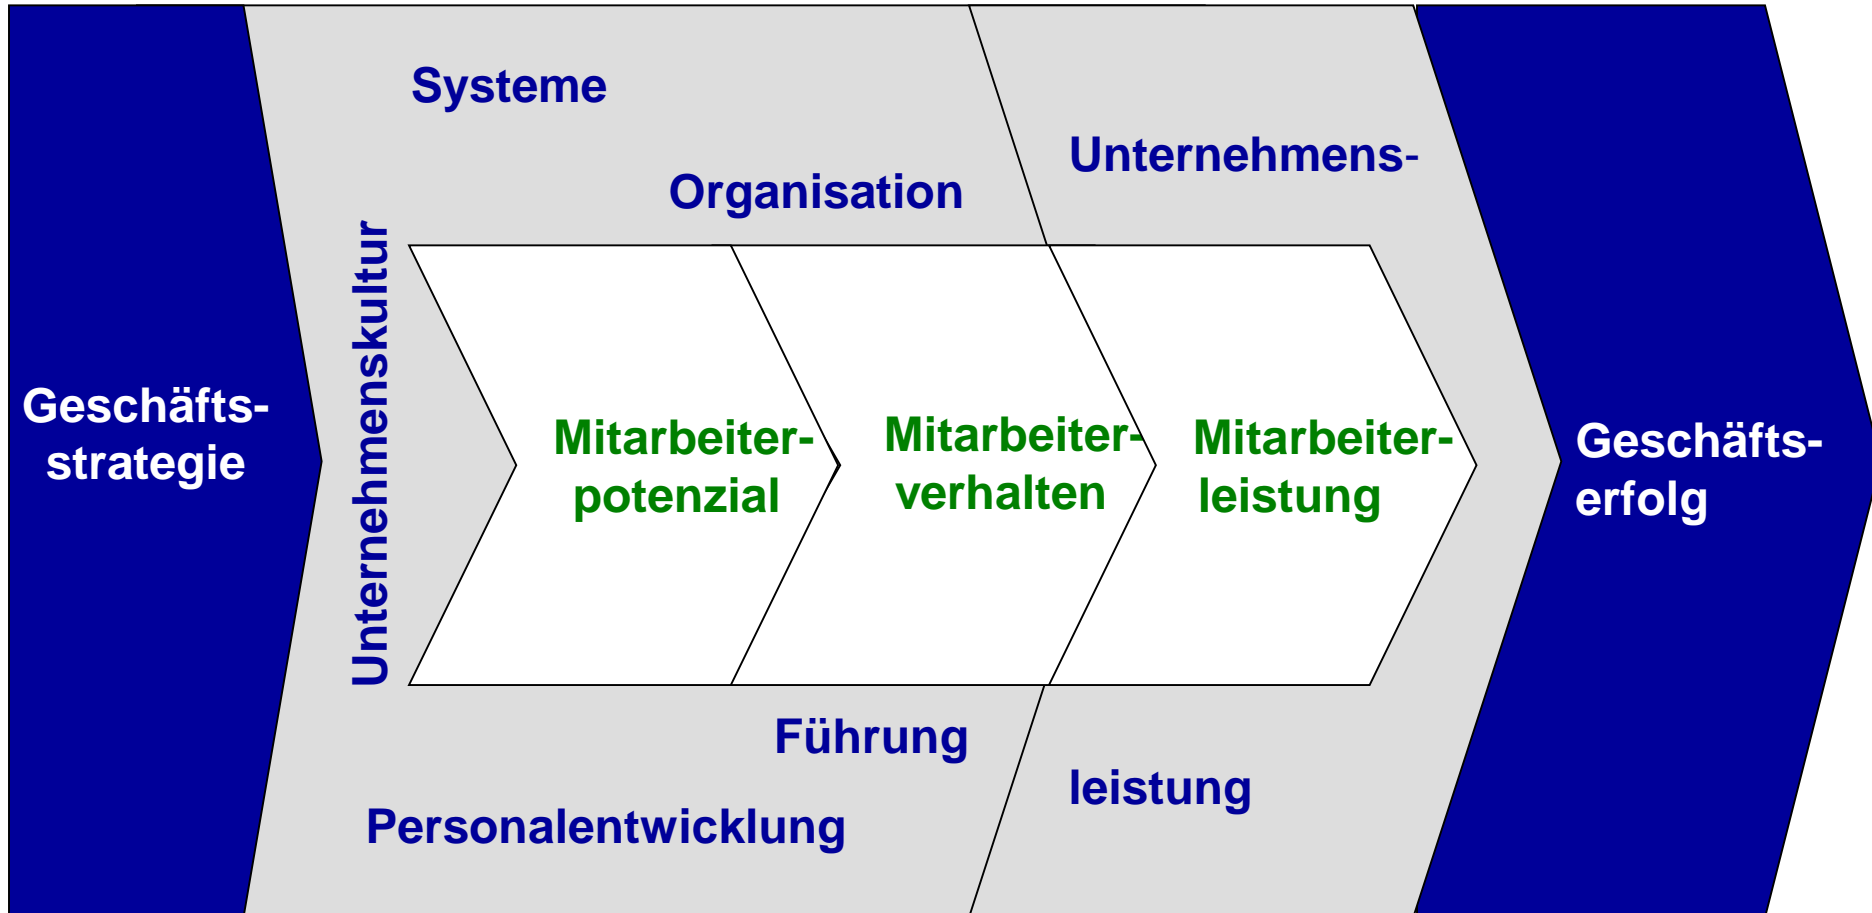 Geschäfts-
strategie
Unternehmenskultur
Systeme
Organisation
Unternehmens-
leistung
Mitarbeiter-
potenzial
Mitarbeiter-
verhalten
Mitarbeiter-
leistung
Führung
Personalentwicklung
Geschäfts-
erfolg